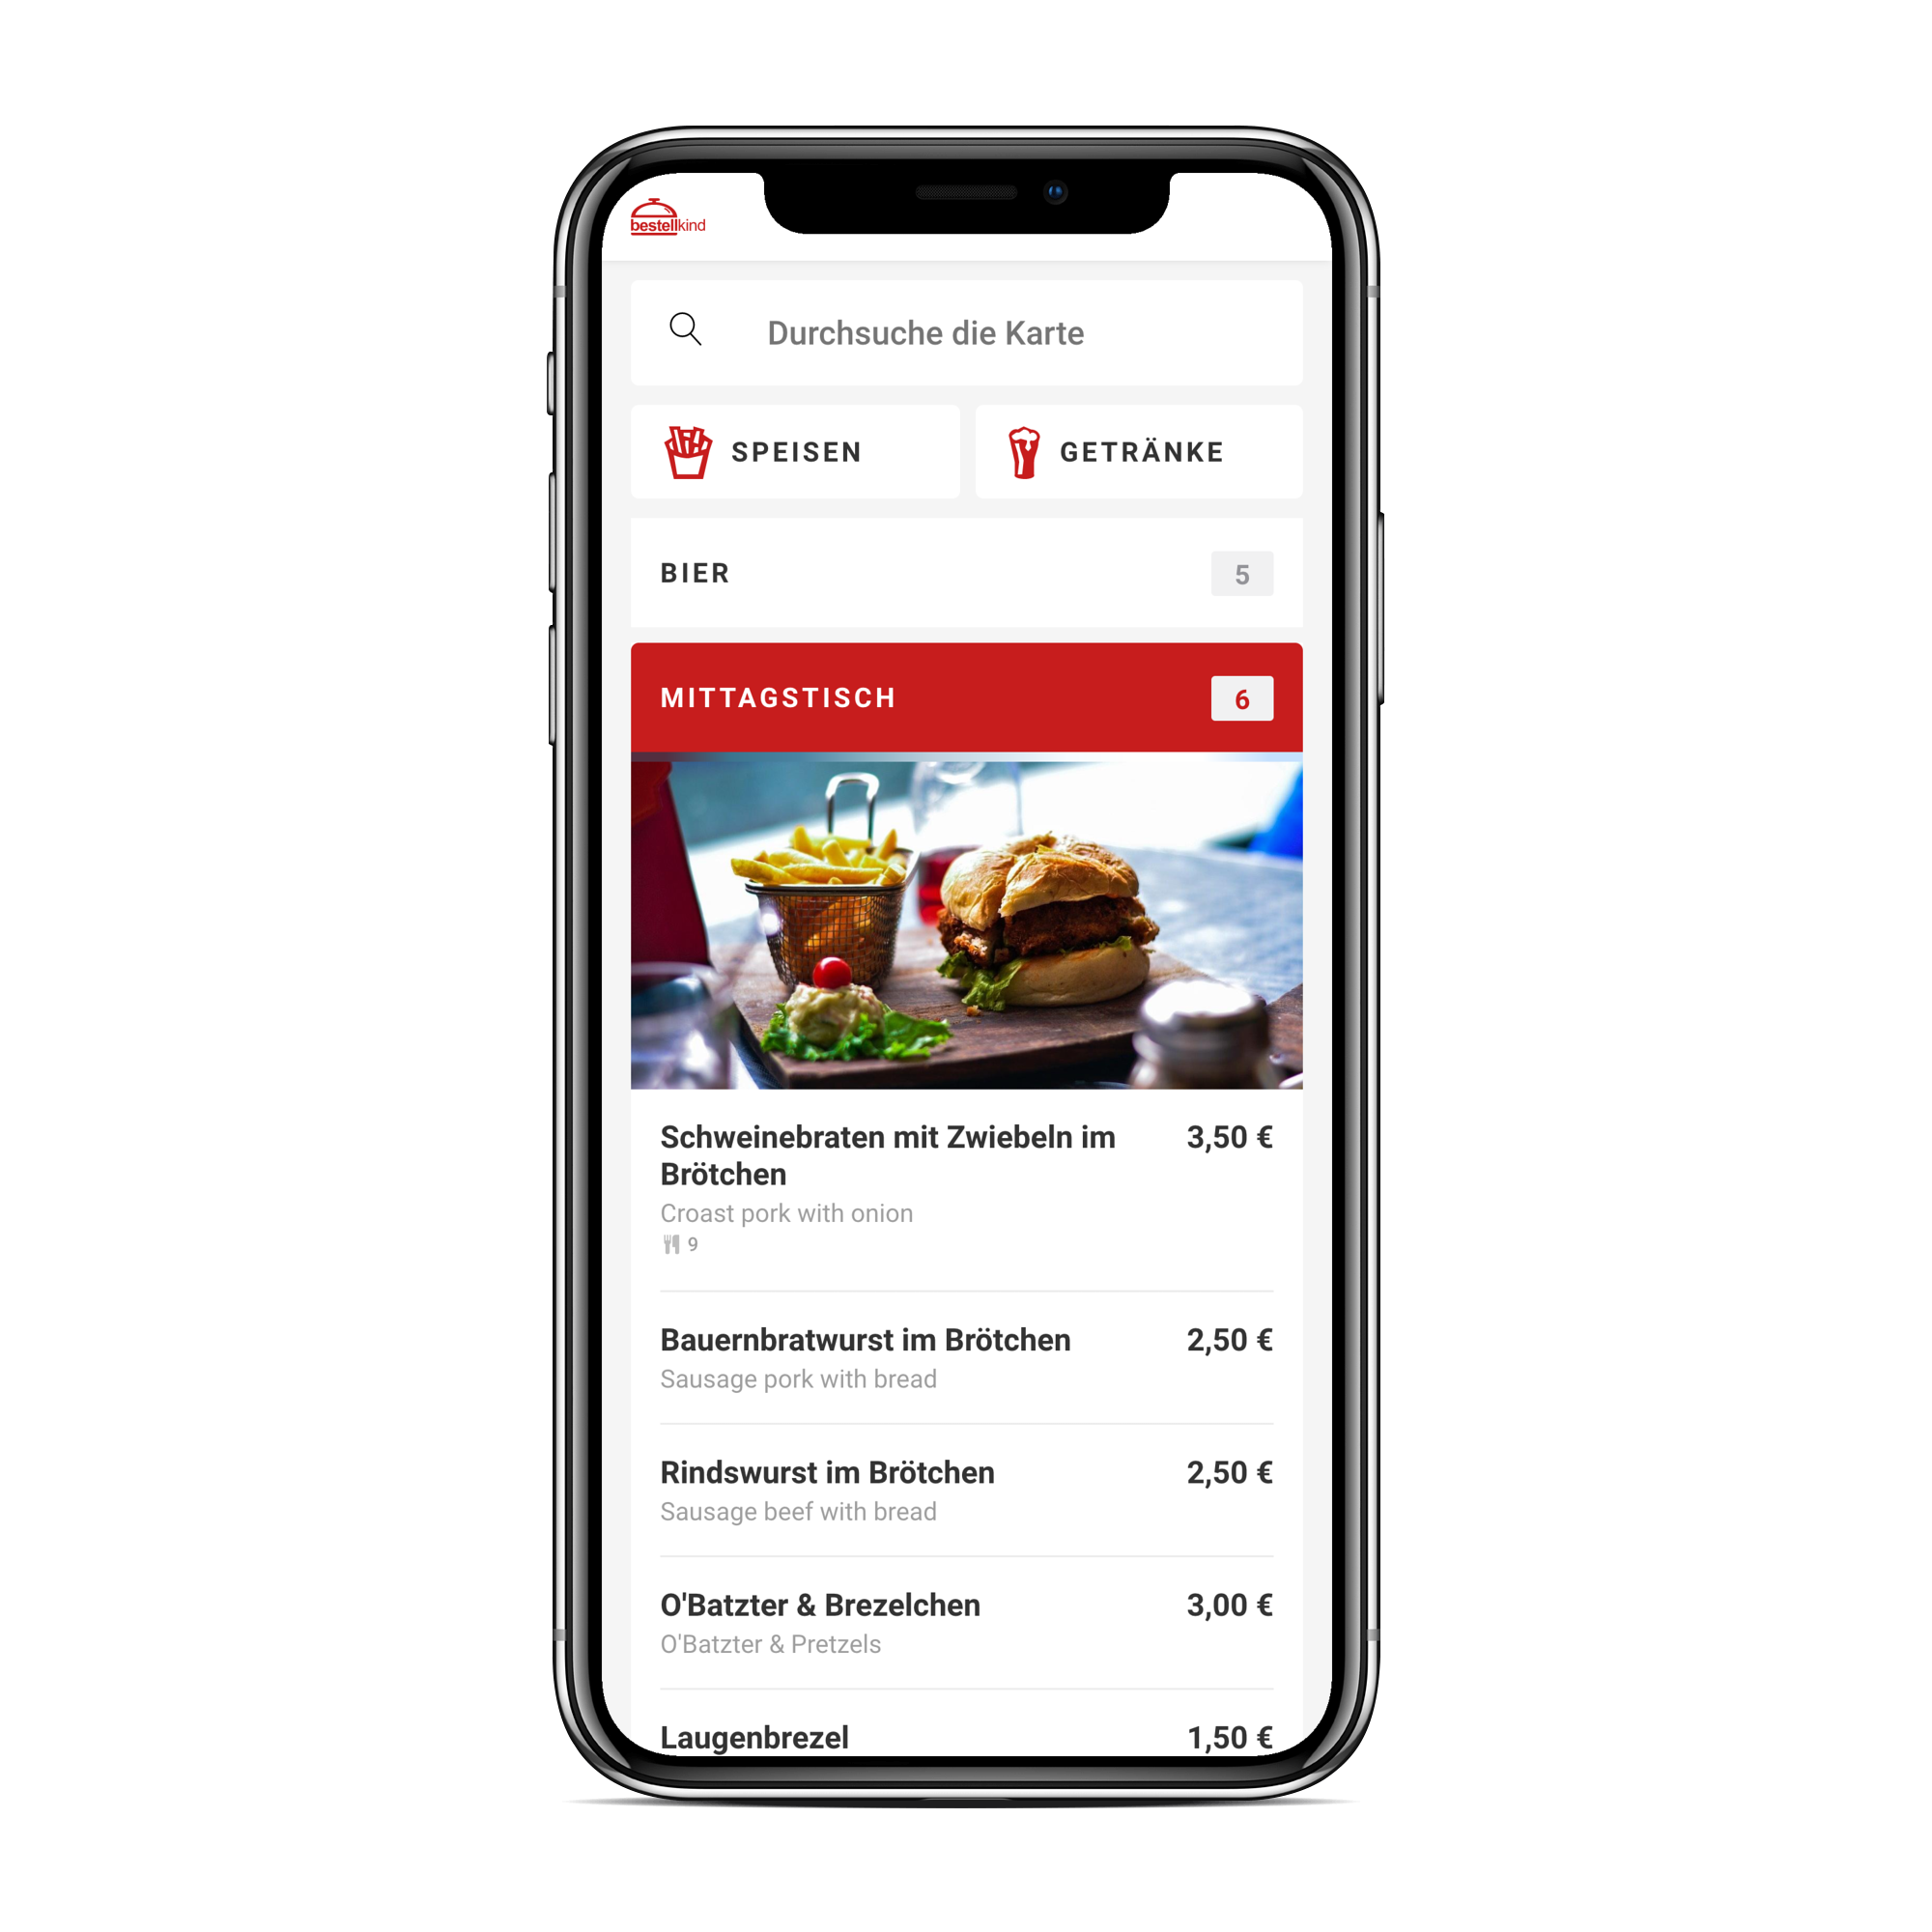 bestellkind
Durchsuche die Karte
SPEISEN
GETRÄNKE
BIER
5
MITTAGSTISCH
6
Schweinebraten mit Zwiebeln im
Brötchen
3,50 €
Croast pork with onion
9
Bauernbratwurst im Brötchen
2,50 €
Sausage pork with bread
Rindswurst im Brötchen
2,50 €
Sausage beef with bread
O'Batzter & Brezelchen
3,00 €
O'Batzter & Pretzels
Laugenbrezel
1,50 €